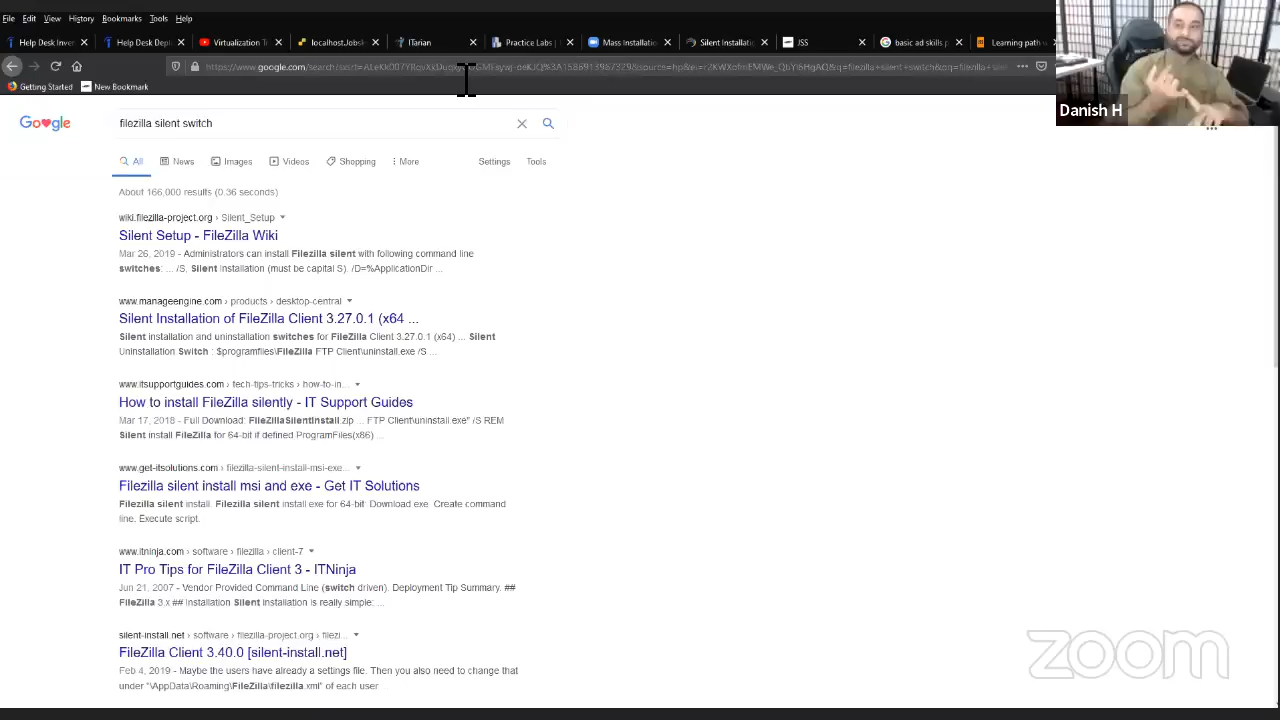 File Edit View History Bookmarks Tools Help
Help Desk Inver
Help Desk Depl
Virtualization T
localhost.Jobsk
ITarian
Practice Labs |
Mass Installatio
Silent Installati
JSS
basic ad skills p
Learning path
Danish H
Getting Started
New Bookmark
Google
filezilla silent switch
All News Images Videos Shopping More Settings Tools
About 166,000 results (0.36 seconds)
wiki.filezilla-project.org › Silent_Setup
Silent Setup - FileZilla Wiki
Mar 26, 2019 - Administrators can install Filezilla silent with following command line
switches: ... /S, Silent Installation (must be capital S). /D=%ApplicationDir ...
www.manageengine.com › products › desktop-central
Silent Installation of FileZilla Client 3.27.0.1 (x64 ...
Silent installation and uninstallation switches for FileZilla Client 3.27.0.1 (x64) ... Silent
Uninstallation Switch : $programfiles\FileZilla FTP Client\uninstall.exe /S ...
www.itsupportguides.com › tech-tips-tricks › how-to-in...
How to install FileZilla silently - IT Support Guides
Mar 17, 2018 - Full Download: FileZillaSilentInstall.zip ... FTP Client\uninstall.exe" /S REM
Silent install FileZilla for 64-bit if defined ProgramFiles(x86) ...
www.get-itsolutions.com › filezilla-silent-install-msi-exe...
Filezilla silent install msi and exe - Get IT Solutions
Filezilla silent install. Filezilla silent install exe for 64-bit: Download exe. Create command
line. Execute script.
www.itninja.com › software › filezilla › client-7
IT Pro Tips for FileZilla Client 3 - ITNinja
Jun 21, 2007 - Vendor Provided Command Line (switch driven). Deployment Tip Summary. ##
FileZilla 3.x ## Installation Silent installation is really simple: ...
silent-install.net › software › filezilla-project.org › filezi...
FileZilla Client 3.40.0 [silent-install.net]
Feb 4, 2019 - Maybe the users have already a settings file. Then you also need to change that
under "\AppData\Roaming\FileZilla\filezilla.xml" of each user
zoom